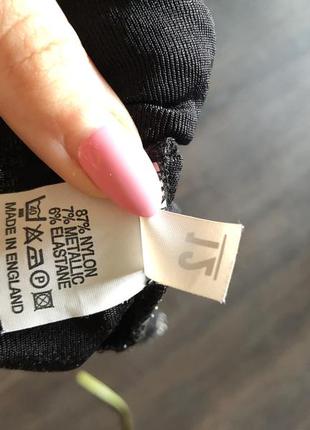 87% NYLON
7% METALLIC
6% ELASTANE
MADE IN ENGLAND
12